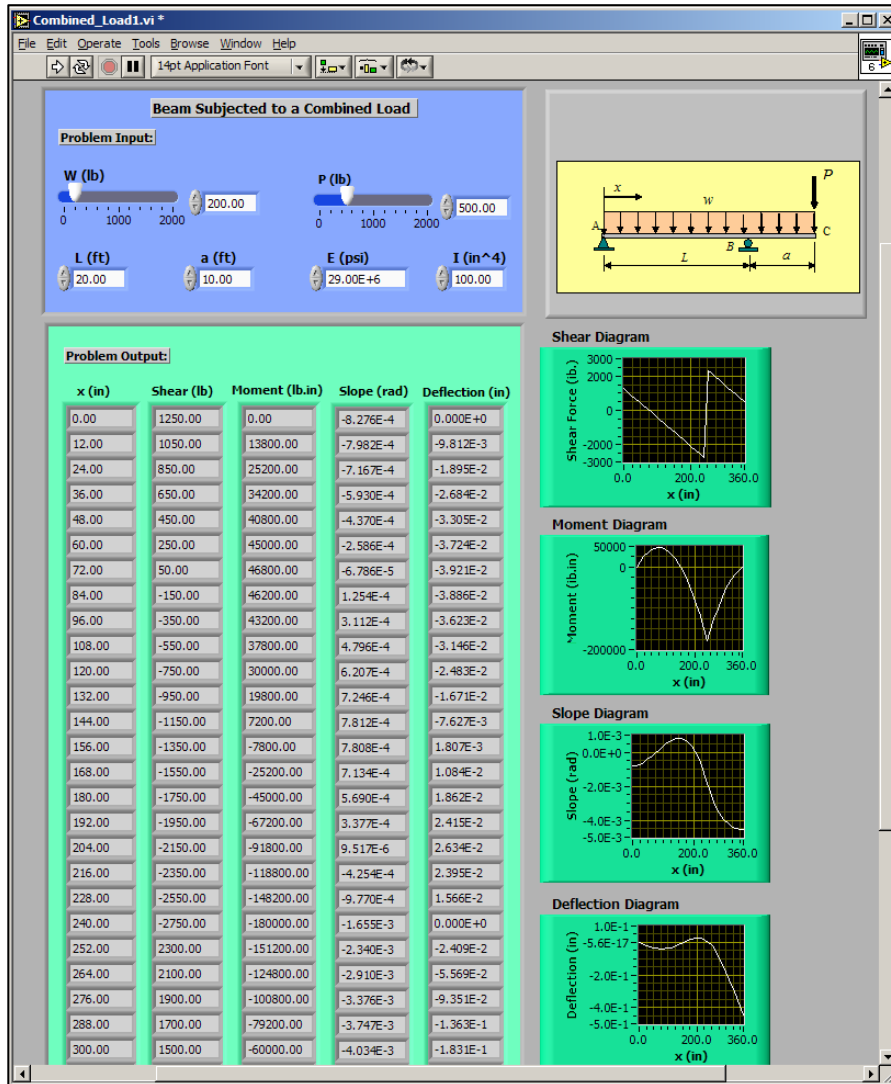 Combined_Load1.vi *
File Edit Operate Tools Browse Window Help
14pt Application Font
6
Beam Subjected to a Combined Load
Problem Input:
W (lb)
0 1000 2000
200.00
P (lb)
0 1000 2000
500.00
L (ft)
20.00
a (ft)
10.00
E (psi)
29.00E+6
I (in^4)
100.00
x
w
P
A
B
C
L
a
Problem Output:
x (in) Shear (lb) Moment (lb.in) Slope (rad) Deflection (in)
0.00 1250.00 0.00 -8.276E-4 0.000E+0
12.00 1050.00 13800.00 -7.982E-4 -9.812E-3
24.00 850.00 25200.00 -7.167E-4 -1.895E-2
36.00 650.00 34200.00 -5.930E-4 -2.684E-2
48.00 450.00 40800.00 -4.370E-4 -3.305E-2
60.00 250.00 45000.00 -2.586E-4 -3.724E-2
72.00 50.00 46800.00 -6.786E-5 -3.921E-2
84.00 -150.00 46200.00 1.254E-4 -3.886E-2
96.00 -350.00 43200.00 3.112E-4 -3.623E-2
108.00 -550.00 37800.00 4.796E-4 -3.146E-2
120.00 -750.00 30000.00 6.207E-4 -2.483E-2
132.00 -950.00 19800.00 7.246E-4 -1.671E-2
144.00 -1150.00 7200.00 7.812E-4 -7.627E-3
156.00 -1350.00 -7800.00 7.808E-4 1.807E-3
168.00 -1550.00 -25200.00 7.134E-4 1.084E-2
180.00 -1750.00 -45000.00 5.690E-4 1.862E-2
192.00 -1950.00 -67200.00 3.377E-4 2.415E-2
204.00 -2150.00 -91800.00 9.517E-6 2.634E-2
216.00 -2350.00 -118800.00 -4.254E-4 2.395E-2
228.00 -2550.00 -148200.00 -9.770E-4 1.566E-2
240.00 -2750.00 -180000.00 -1.655E-3 0.000E+0
252.00 2300.00 -151200.00 -2.340E-3 -2.409E-2
264.00 2100.00 -124800.00 -2.910E-3 -5.569E-2
276.00 1900.00 -100800.00 -3.376E-3 -9.351E-2
288.00 1700.00 -79200.00 -3.747E-3 -1.363E-1
300.00 1500.00 -60000.00 -4.034E-3 -1.831E-1
Shear Diagram
Shear Force (ib.)
3000
2000
0
-2000
-3000
0.0 200.0 360.0
x (in)
Moment Diagram
Moment (ib.in)
50000
0
-200000
0.0 200.0 360.0
x (in)
Slope Diagram
Slope (rad)
1.0E-3
0.0E+0
-2.0E-3
-4.0E-3
-5.0E-3
0.0 200.0 360.0
x (in)
Deflection Diagram
Deflection (in)
1.0E-1
-5.6E-17
-2.0E-1
-4.0E-1
-5.0E-1
0.0 200.0 360.0
x (in)